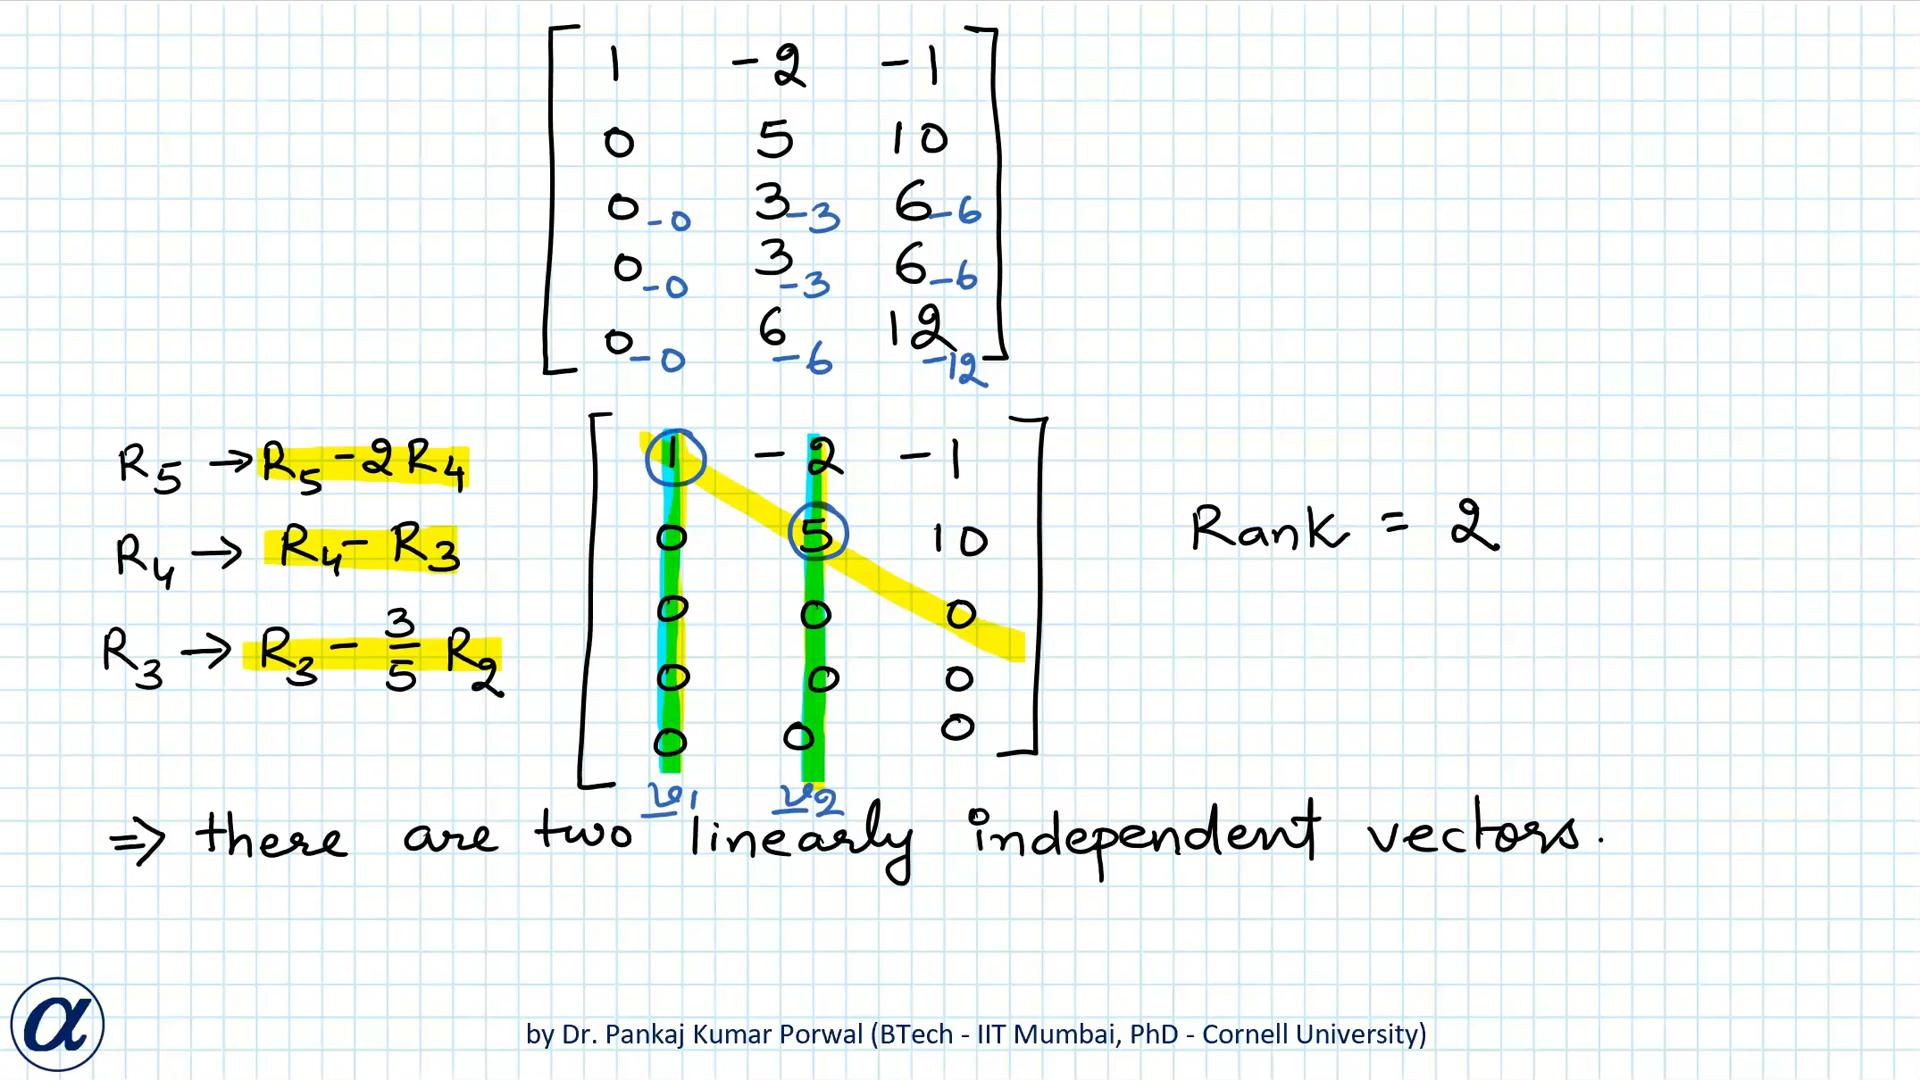 1 -2 -1
0 5 10
0 -0 3 -3 6 -6
0 -0 3 -3 6 -6
0 -0 6 -6 12 -12
R5 → R5 - 2R4
R4 → R4 - R3
R3 → R3 - 3/5 R2
1 -2 -1
0 5 10
0 0 0
0 0 0
0 0 0
v1 v2
Rank = 2
⇒ there are two linearly independent vectors.
α
by Dr. Pankaj Kumar Porwal (BTech - IIT Mumbai, PhD - Cornell University)